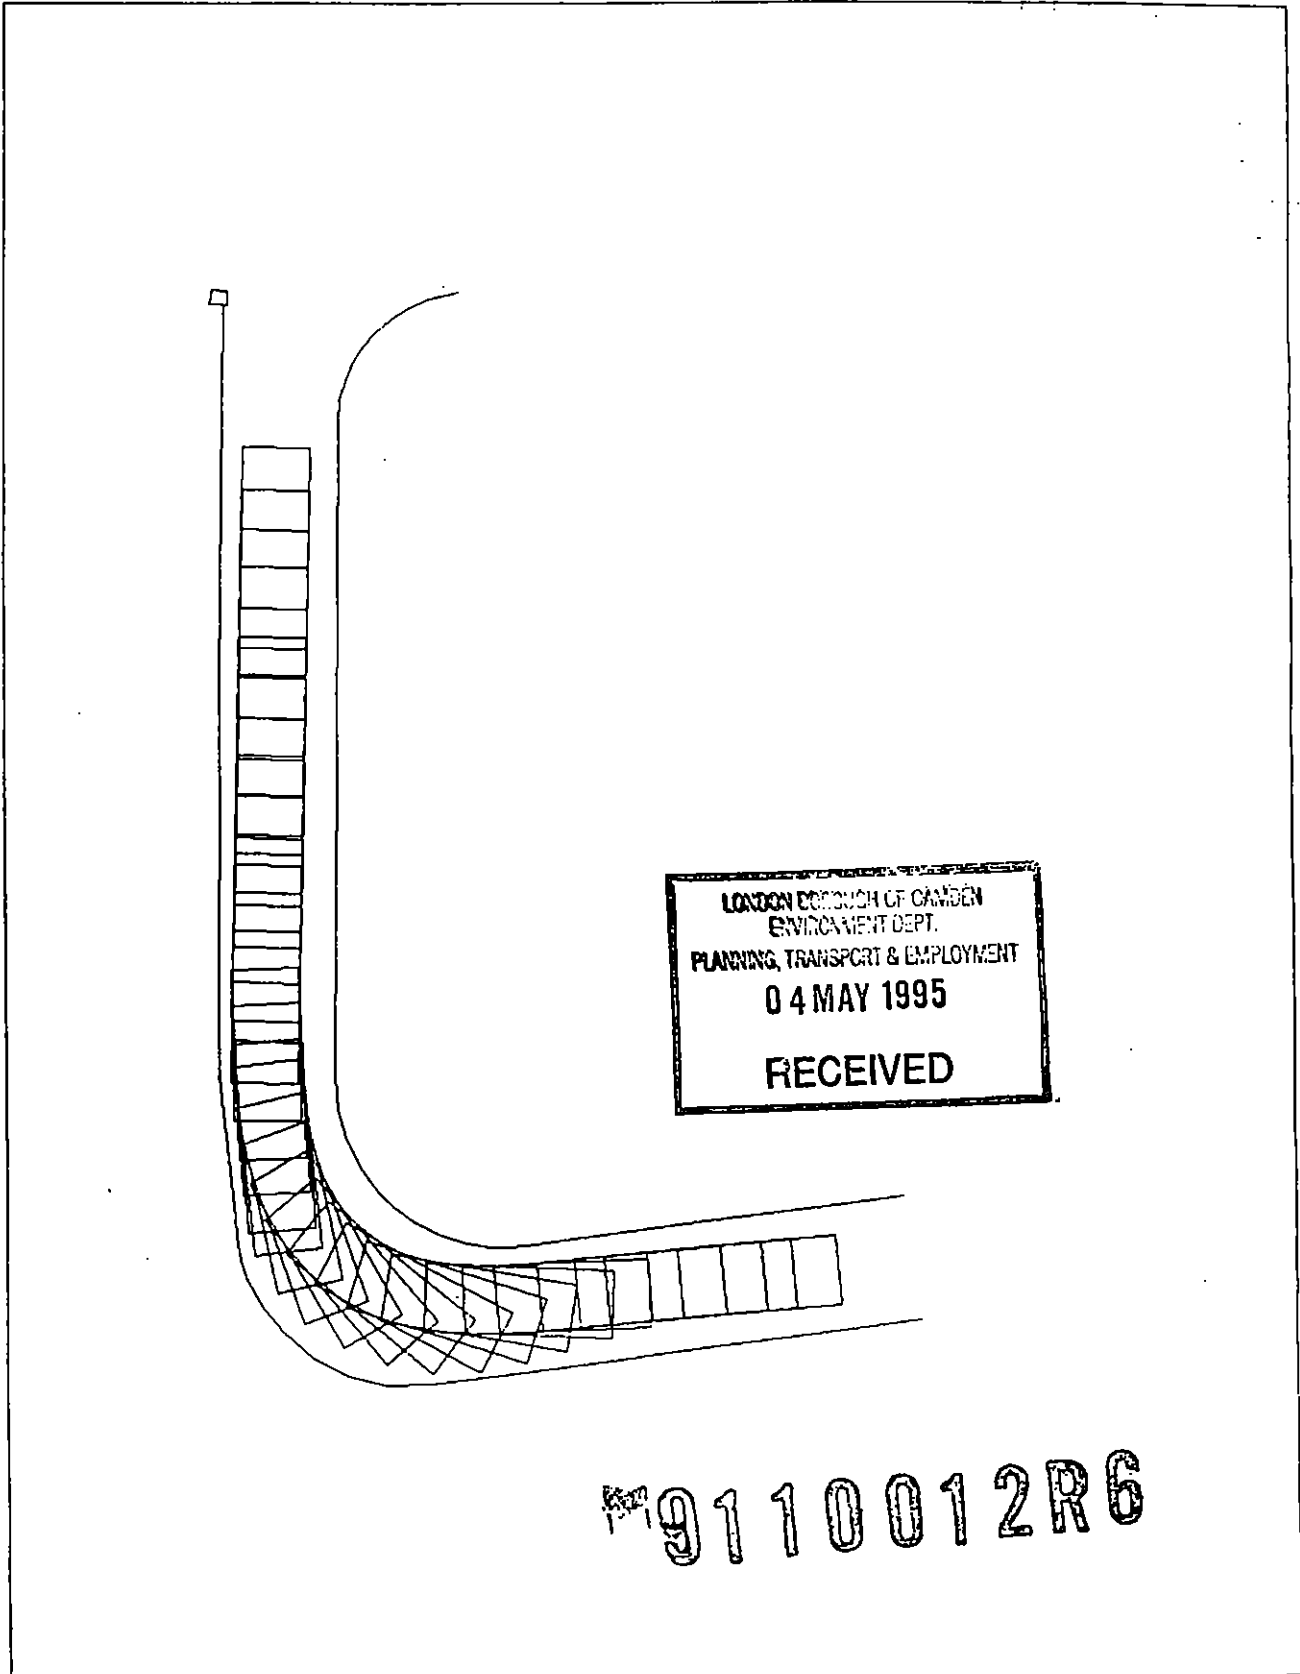 LONDON BOROUGH OF CAMDEN
ENVIRONMENT DEPT.
PLANNING, TRANSPORT & EMPLOYMENT
04 MAY 1995
RECEIVED
9110012R6